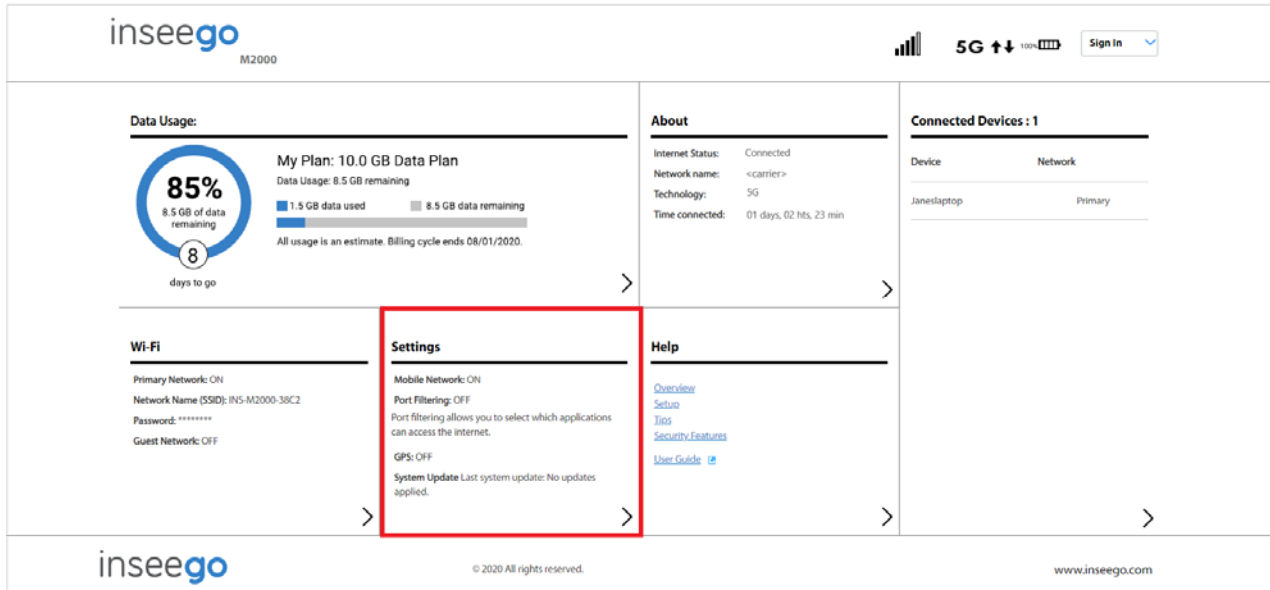 inseego
M2000
5G
100%
Sign In
Data Usage:
85%
8.5 GB of data
remaining
8
days to go
My Plan: 10.0 GB Data Plan
Data Usage: 8.5 GB remaining
1.5 GB data used 8.5 GB data remaining
All usage is an estimate. Billing cycle ends 08/01/2020.
About
Internet Status: Connected
Network name: <carrier>
Technology: 5G
Time connected: 01 days, 02 hts, 23 min
Connected Devices : 1
Device Network
Janeslaptop Primary
Wi-Fi
Primary Network: ON
Network Name (SSID): INS-M2000-38C2
Password: ********
Guest Network: OFF
Settings
Mobile Network: ON
Port Filtering: OFF
Port filtering allows you to select which applications
can access the internet.
GPS: OFF
System Update Last system update: No updates
applied.
Help
Overview
Setup
Tips
Security Features
User Guide
inseego
© 2020 All rights reserved.
www.inseego.com